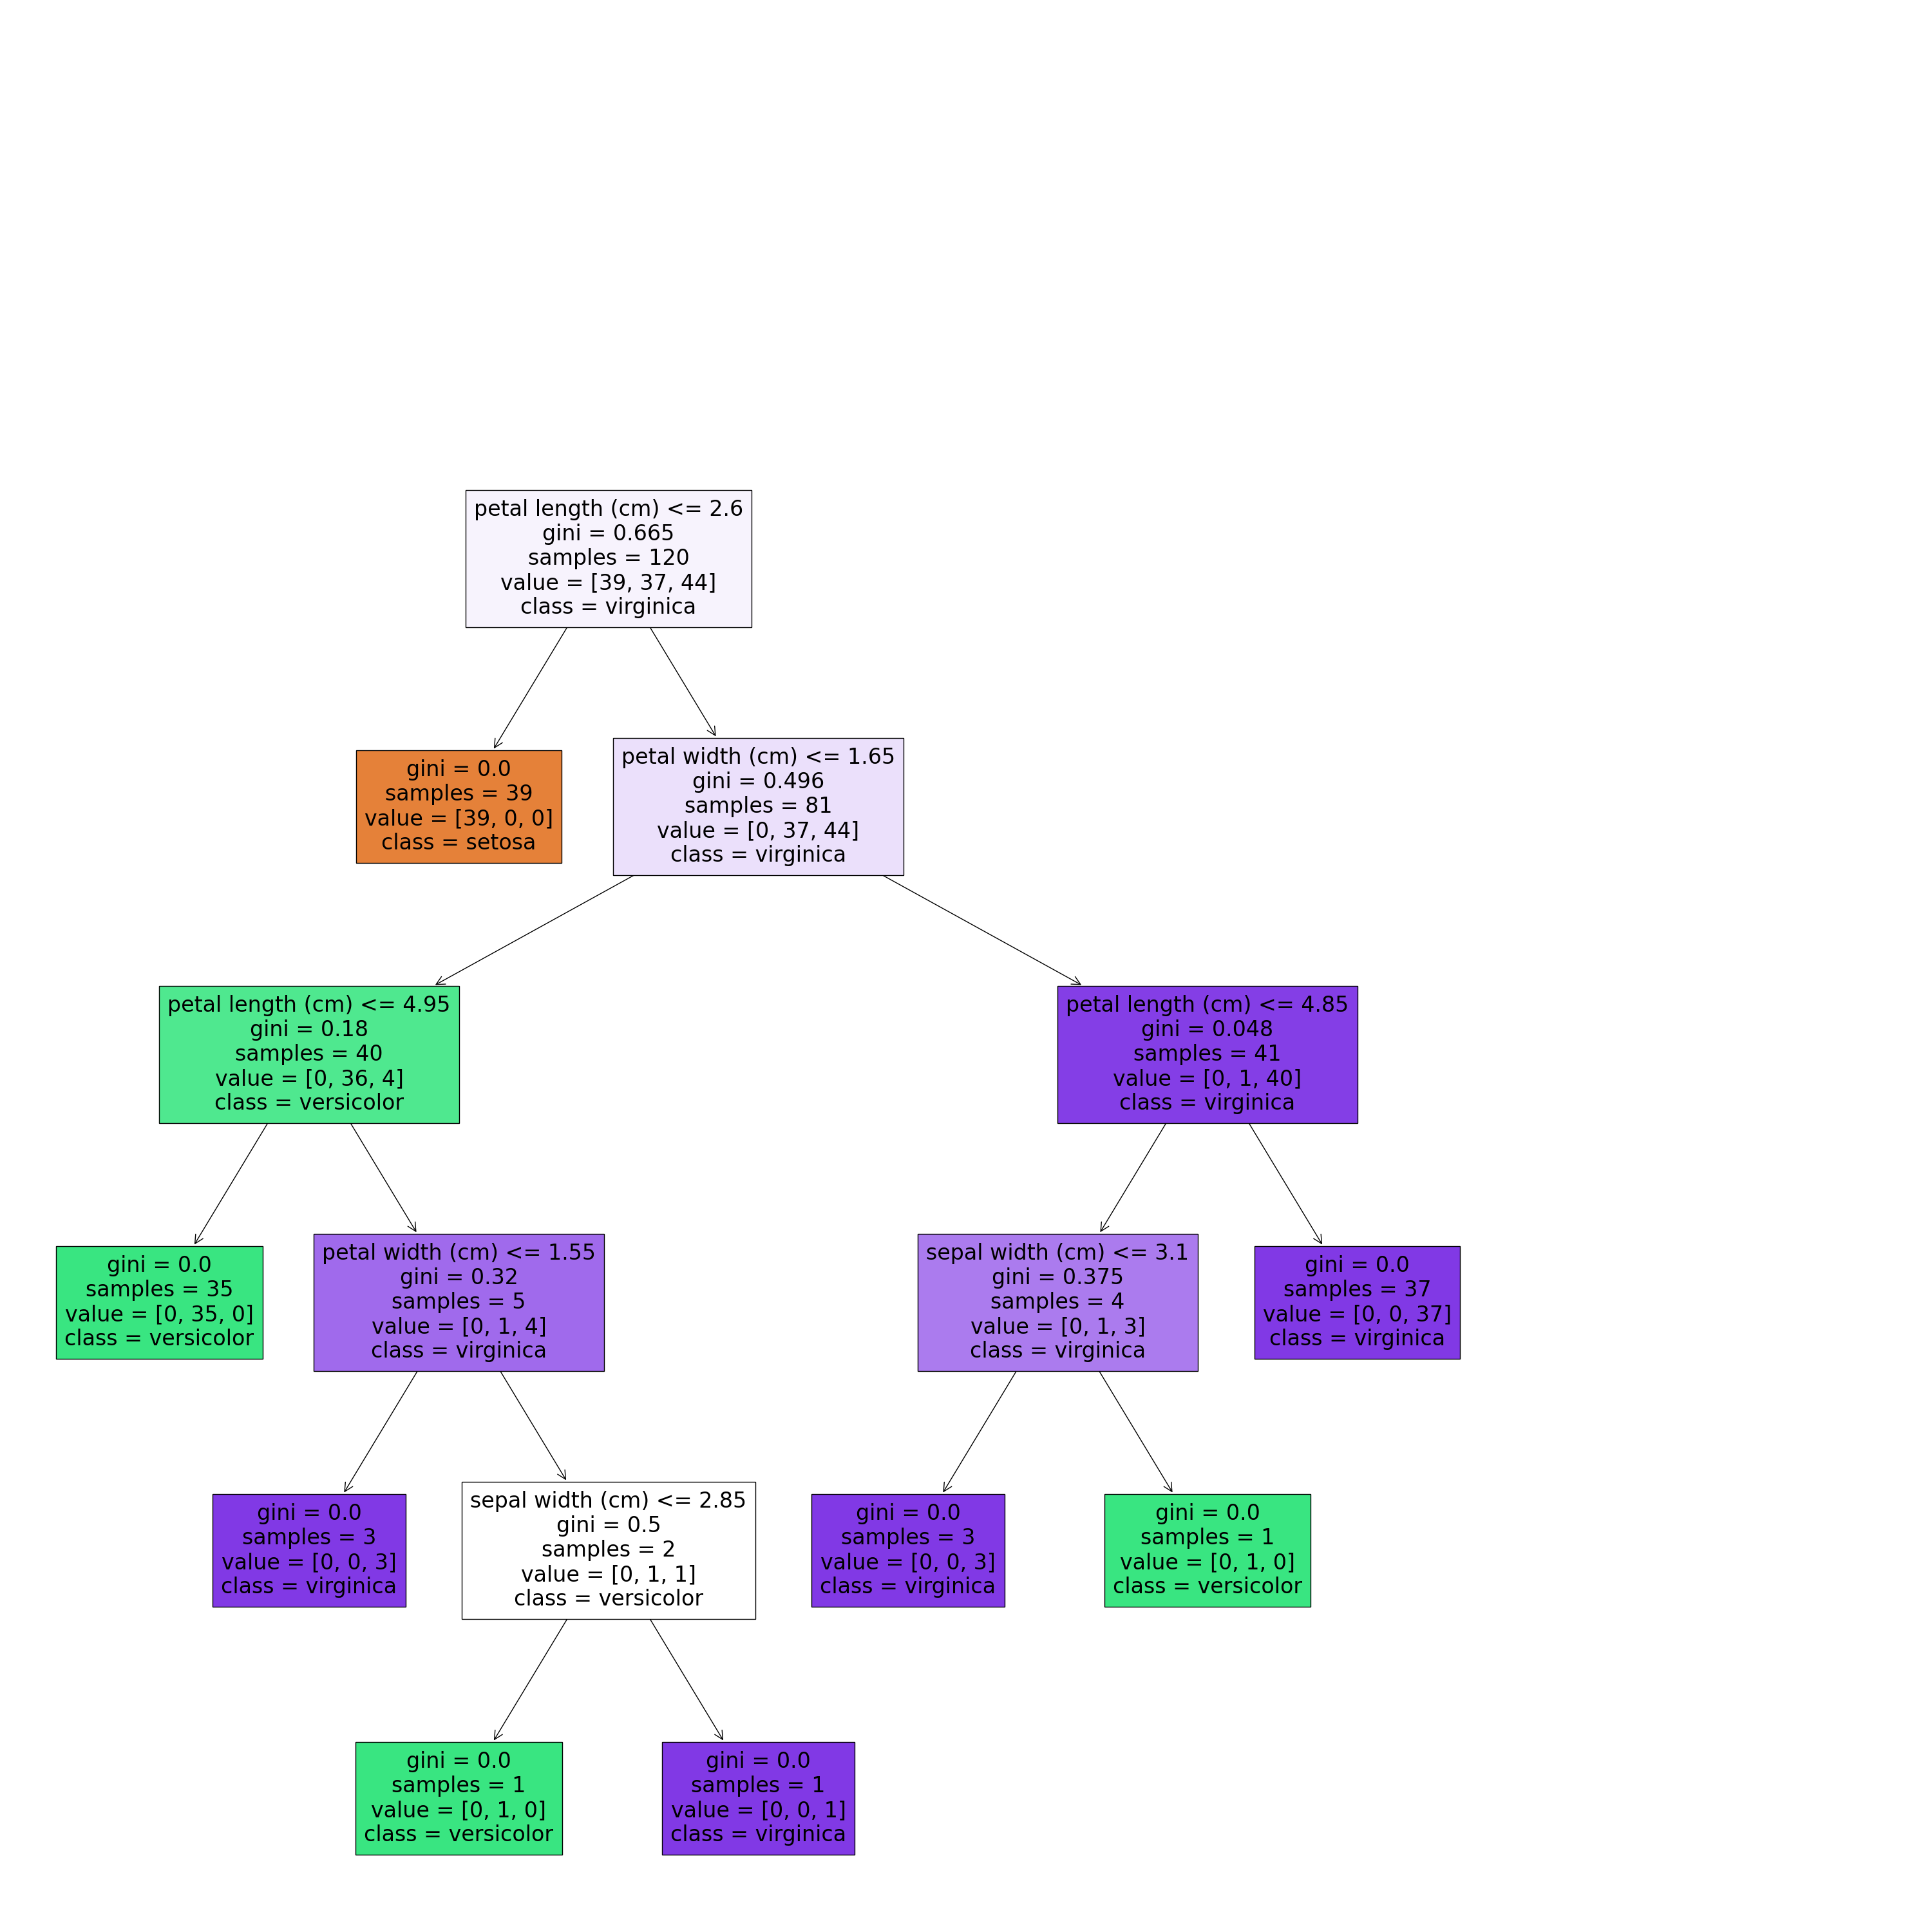 petal length (cm) <= 2.6
gini = 0.665
samples = 120
value = [39, 37, 44]
class = virginica
gini = 0.0
samples = 39
value = [39, 0, 0]
class = setosa
petal width (cm) <= 1.65
gini = 0.496
samples = 81
value = [0, 37, 44]
class = virginica
petal length (cm) <= 4.95
gini = 0.18
samples = 40
value = [0, 36, 4]
class = versicolor
petal length (cm) <= 4.85
gini = 0.048
samples = 41
value = [0, 1, 40]
class = virginica
gini = 0.0
samples = 35
value = [0, 35, 0]
class = versicolor
petal width (cm) <= 1.55
gini = 0.32
samples = 5
value = [0, 1, 4]
class = virginica
sepal width (cm) <= 3.1
gini = 0.375
samples = 4
value = [0, 1, 3]
class = virginica
gini = 0.0
samples = 37
value = [0, 0, 37]
class = virginica
gini = 0.0
samples = 3
value = [0, 0, 3]
class = virginica
sepal width (cm) <= 2.85
gini = 0.5
samples = 2
value = [0, 1, 1]
class = versicolor
gini = 0.0
samples = 3
value = [0, 0, 3]
class = virginica
gini = 0.0
samples = 1
value = [0, 1, 0]
class = versicolor
gini = 0.0
samples = 1
value = [0, 1, 0]
class = versicolor
gini = 0.0
samples = 1
value = [0, 0, 1]
class = virginica